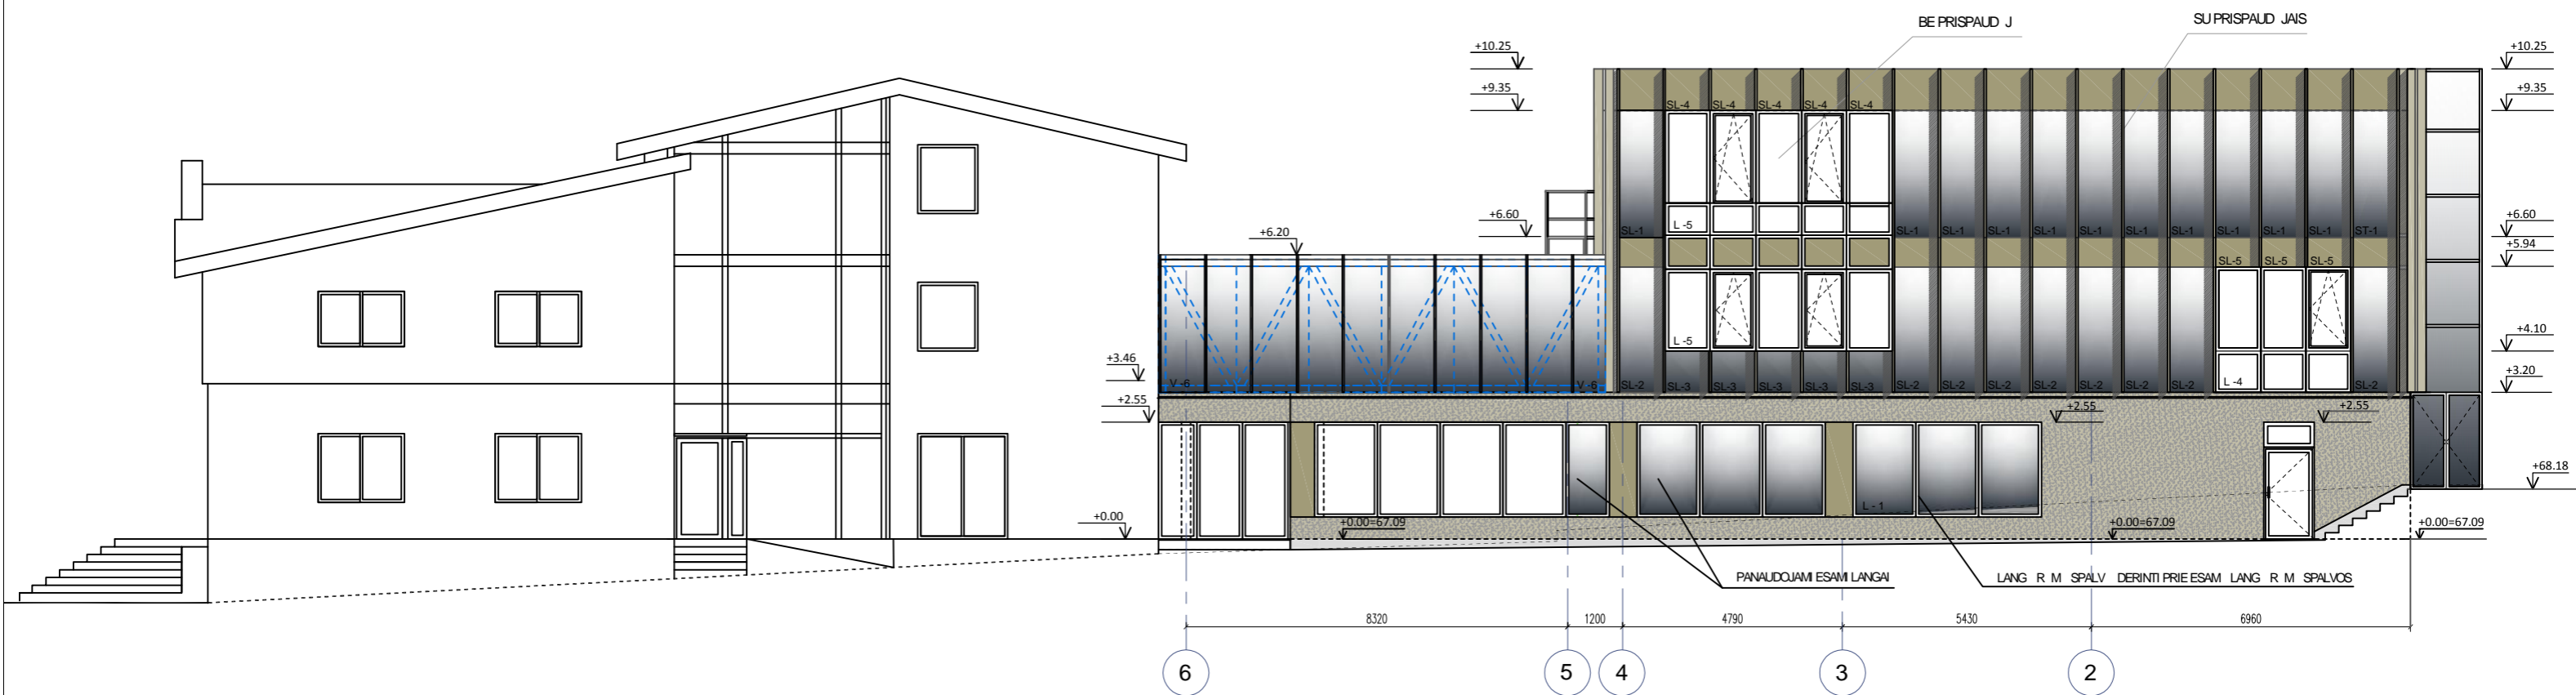 BE PRISPAUD J
SU PRISPAUD JAIS
+10.25
+10.25
+9.35
+9.35
SL-4 SL-4 SL-4 SL-4 SL-4
+6.60
+6.60
+6.20
SL-1 L -5 SL-1 SL-1 SL-1 SL-1 SL-1 SL-1 SL-1 SL-1 SL-1 SL-1 ST-1
+5.94
SL-5 SL-5 SL-5
+4.10
L -5
+3.46
+3.20
V -6 V -6 SL-2 SL-3 SL-3 SL-3 SL-3 SL-3 SL-2 SL-2 SL-2 SL-2 SL-2 SL-2 SL-2 L -4 SL-2
+2.55
+2.55
+2.55
+68.18
L - 1
+0.00
+0.00=67.09
+0.00=67.09
+0.00=67.09
PANAUDOJAMI ESAMI LANGAI
LANG R M SPALV DERINTI PRIE ESAM LANG R M SPALVOS
8320 1200 4790 5430 6960
6 5 4 3 2